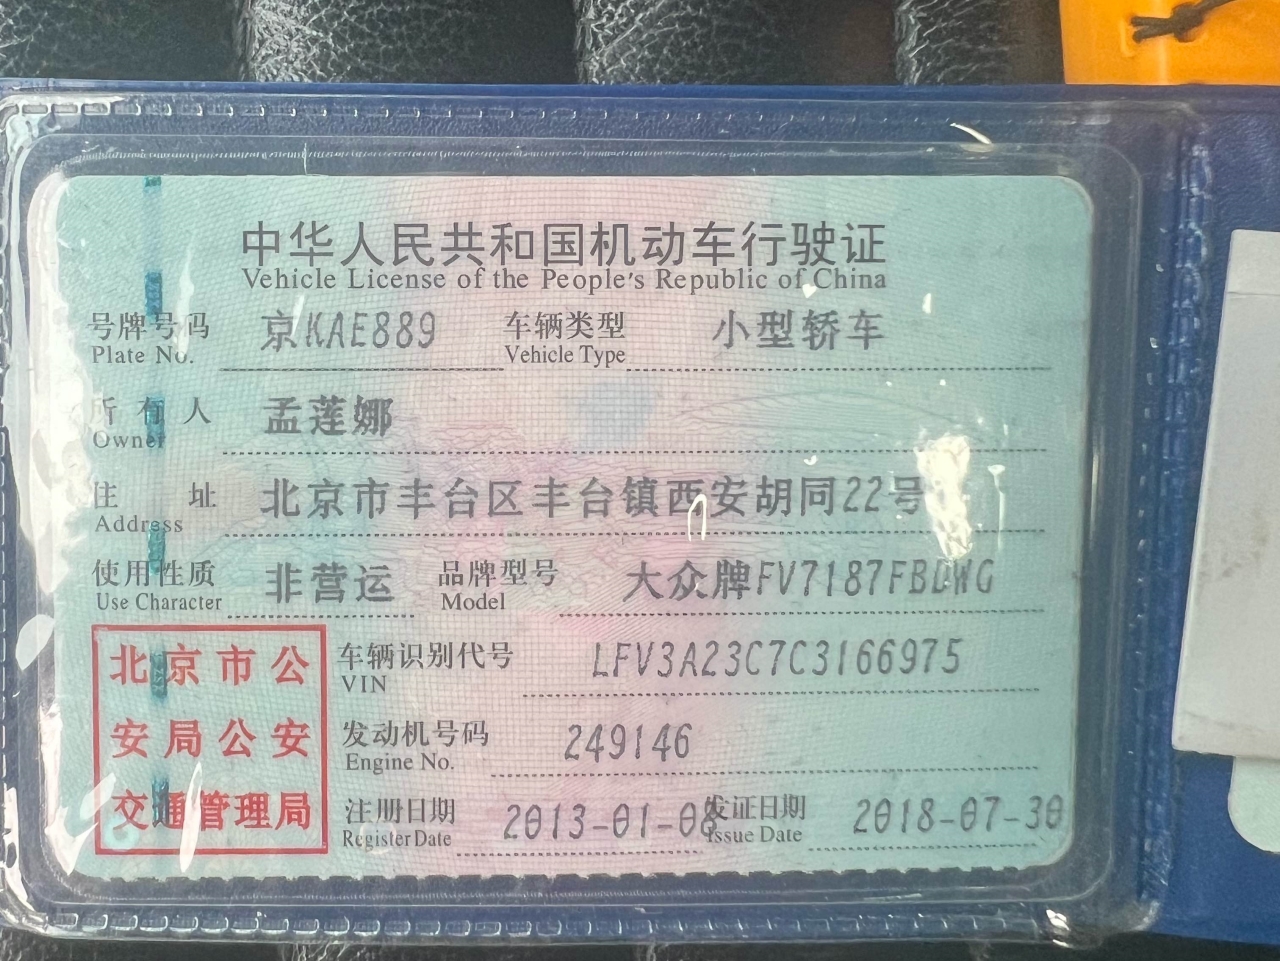 中华人民共和国机动车行驶证
Vehicle License of the People's Republic of China
号牌号码 京KAE889 车辆类型 小型轿车
Plate No. Vehicle Type
所有人 孟莲娜
Owner
住址 北京市丰台区丰台镇西安胡同22号
Address
使用性质 非营运 品牌型号 大众牌FV7187FBDWG
Use Character Model
北京市公
安局公安
交通管理局
车辆识别代号 LFV3A23C7C3166975
VIN
发动机号码 249146
Engine No.
注册日期 2013-01-08 发证日期 2018-07-30
Register Date Issue Date